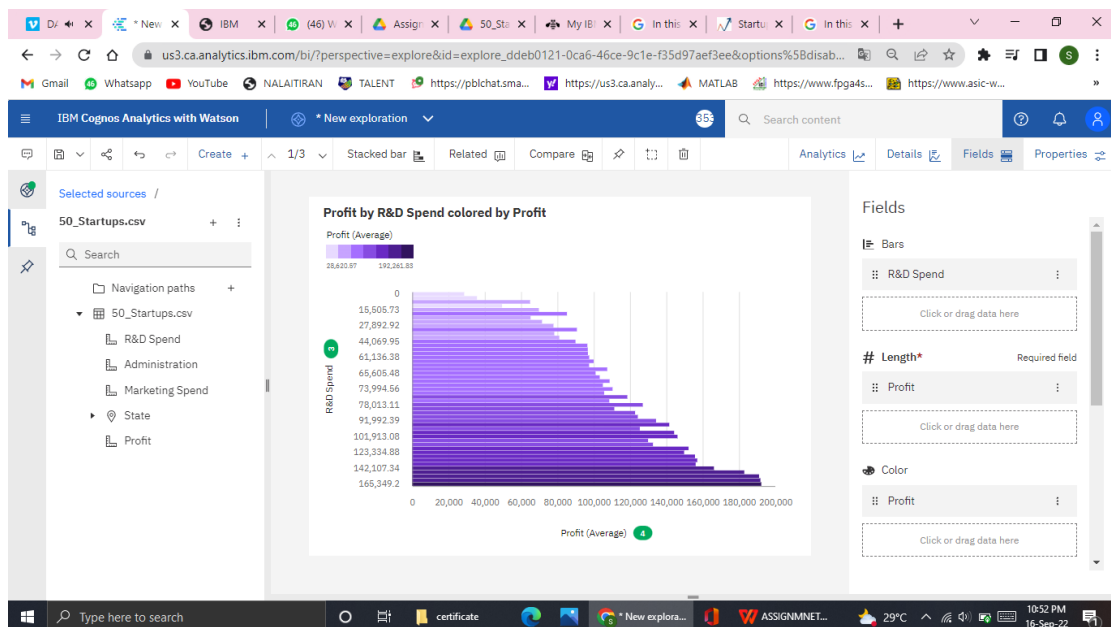 DA
* New
IBM
(46) W
Assign
50_Sta
My IB
In this
Startu
In this
us3.ca.analytics.ibm.com/bi/?perspective=explore&id=explore_ddeb0121-0ca6-46ce-9c1e-f35d97aef3ee&options%5Bdisab...
S
Gmail
Whatsapp
YouTube
NALAITIRAN
TALENT
https://pblchat.sma...
https://us3.ca.analy...
MATLAB
https://www.fpga4s...
https://www.asic-w...
»
IBM Cognos Analytics with Watson
* New exploration
353
Search content
Create +
1/3
Stacked bar
Related
Compare
Analytics
Details
Fields
Properties
Selected sources /
50_Startups.csv
Search
Navigation paths
50_Startups.csv
R&D Spend
Administration
Marketing Spend
State
Profit
Profit by R&D Spend colored by Profit
Profit (Average)
28,620.57 192,261.83
0
15,505.73
27,892.92
44,069.95
61,136.38
65,605.48
73,994.56
78,013.11
91,992.39
101,913.08
123,334.88
142,107.34
165,349.2
R&D Spend
3
0 20,000 40,000 60,000 80,000 100,000 120,000 140,000 160,000 180,000 200,000
Profit (Average) 4
Fields
Bars
R&D Spend
Click or drag data here
# Length* Required field
Profit
Click or drag data here
Color
Profit
Click or drag data here
Type here to search
certificate
* New explora...
ASSIGNMNET...
29°C
10:52 PM
16-Sep-22